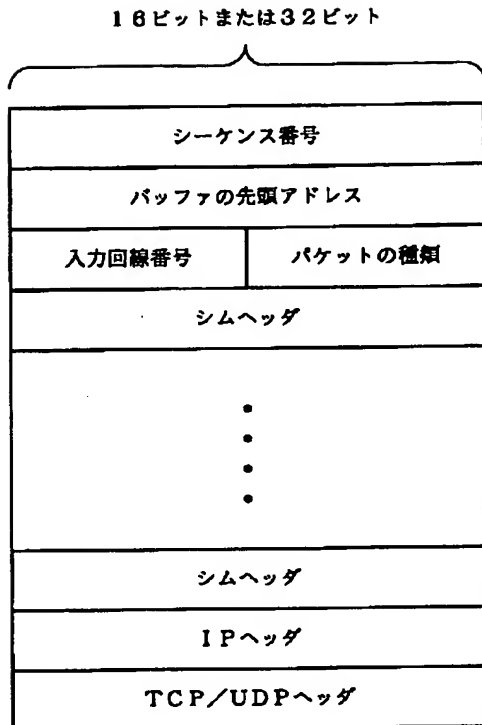 16ビットまたは32ビット
シーケンス番号
バッファの先頭アドレス
入力回線番号
パケットの種類
シムヘッダ
シムヘッダ
IPヘッダ
TCP/UDPヘッダ